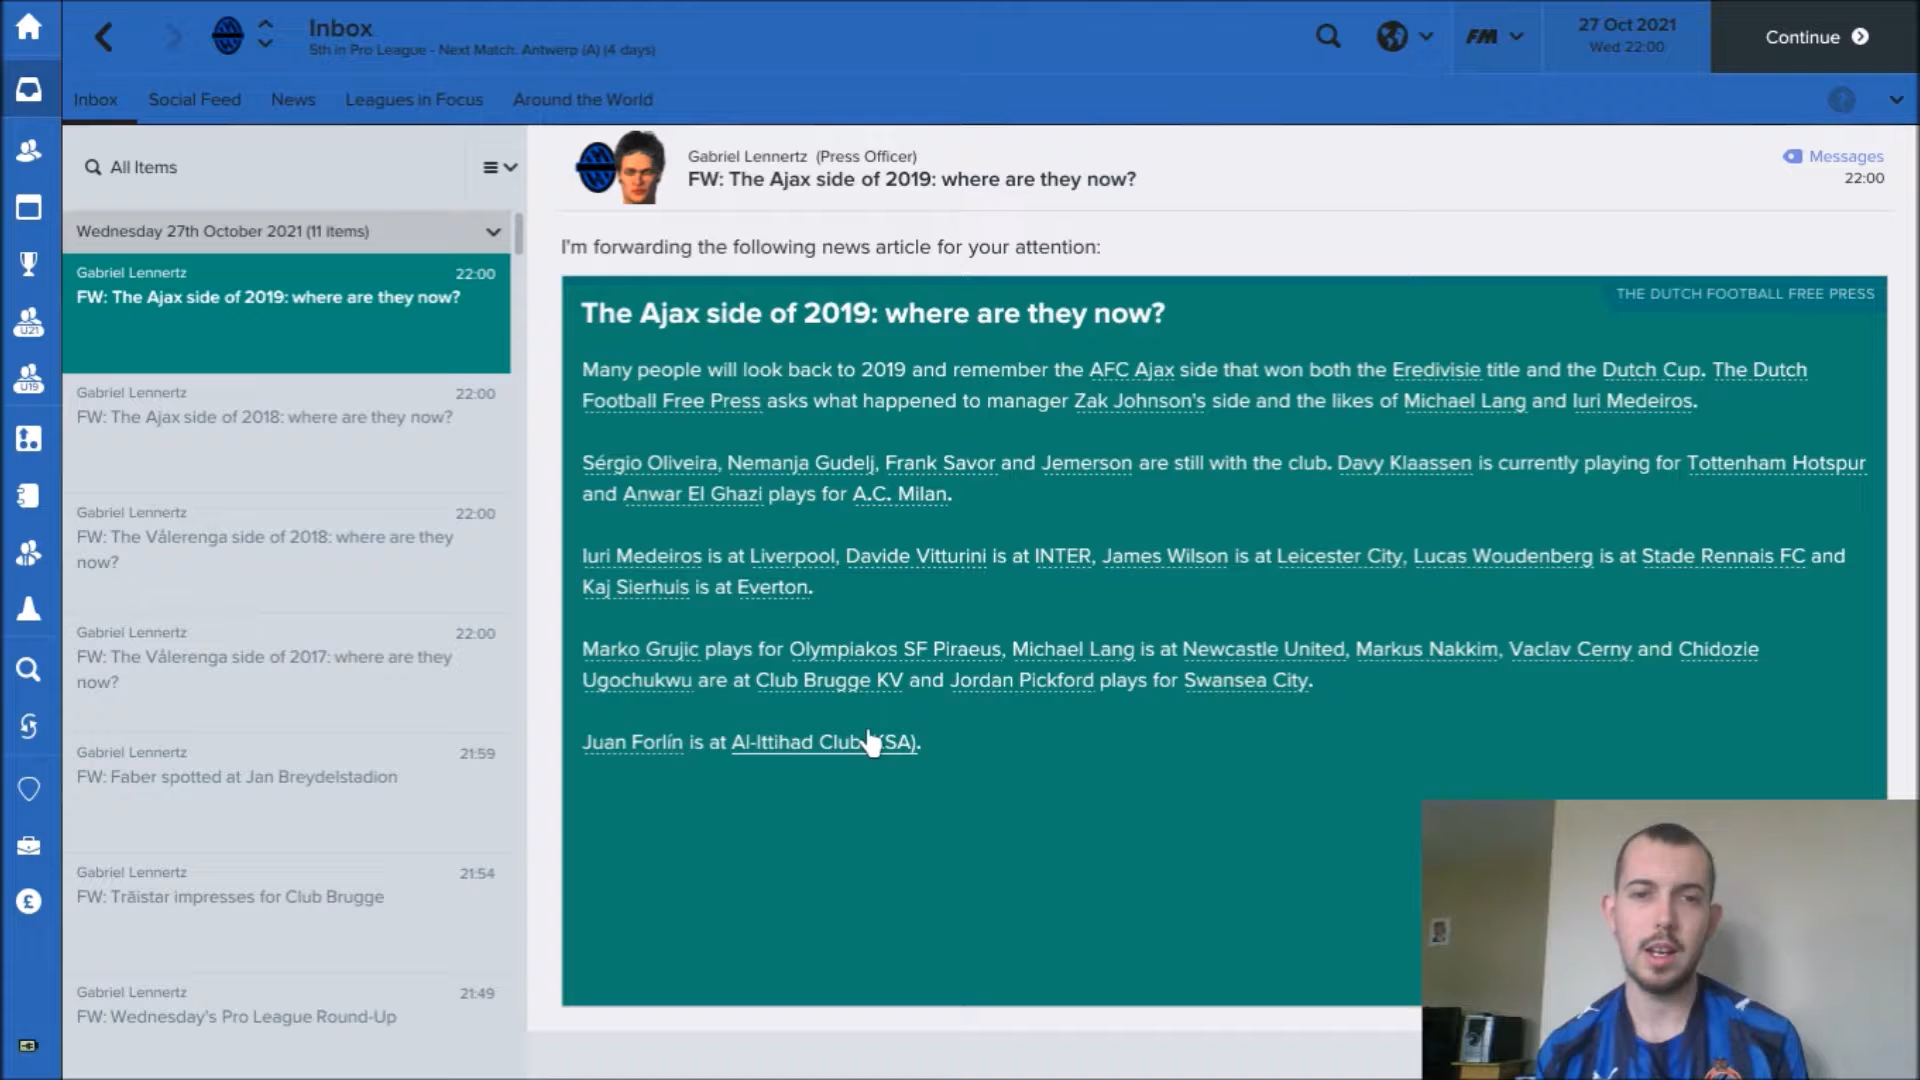 Inbox
5th in Pro League - Next Match. Antwerp (A) (4 days)
FM
27 Oct 2021
Wed 22:00
Continue
Inbox
Social Feed
News
Leagues in Focus
Around the World
All Items
Wednesday 27th October 2021 (11 items)
Gabriel Lennertz
22:00
FW: The Ajax side of 2019: where are they now?
Gabriel Lennertz
22:00
FW: The Ajax side of 2018: where are they now?
Gabriel Lennertz
22:00
FW: The Vålerenga side of 2018: where are they
now?
Gabriel Lennertz
22:00
FW: The Vålerenga side of 2017: where are they
now?
Gabriel Lennertz
21:59
FW: Faber spotted at Jan Breydelstadion
Gabriel Lennertz
21:54
FW: Trăistar impresses for Club Brugge
Gabriel Lennertz
21:49
FW: Wednesday's Pro League Round-Up
U21
U19
£
Gabriel Lennertz (Press Officer)
FW: The Ajax side of 2019: where are they now?
Messages
22:00
I'm forwarding the following news article for your attention:
THE DUTCH FOOTBALL FREE PRESS
The Ajax side of 2019: where are they now?
Many people will look back to 2019 and remember the AFC Ajax side that won both the Eredivisie title and the Dutch Cup. The Dutch
Football Free Press asks what happened to manager Zak Johnson's side and the likes of Michael Lang and Iuri Medeiros.
Sérgio Oliveira, Nemanja Gudelj, Frank Savor and Jemerson are still with the club. Davy Klaassen is currently playing for Tottenham Hotspur
and Anwar El Ghazi plays for A.C. Milan.
Iuri Medeiros is at Liverpool, Davide Vitturini is at INTER, James Wilson is at Leicester City, Lucas Woudenberg is at Stade Rennais FC and
Kaj Sierhuis is at Everton.
Marko Grujic plays for Olympiakos SF Piraeus, Michael Lang is at Newcastle United, Markus Nakkim, Vaclav Cerny and Chidozie
Ugochukwu are at Club Brugge KV and Jordan Pickford plays for Swansea City.
Juan Forlín is at Al-Ittihad Club SA).